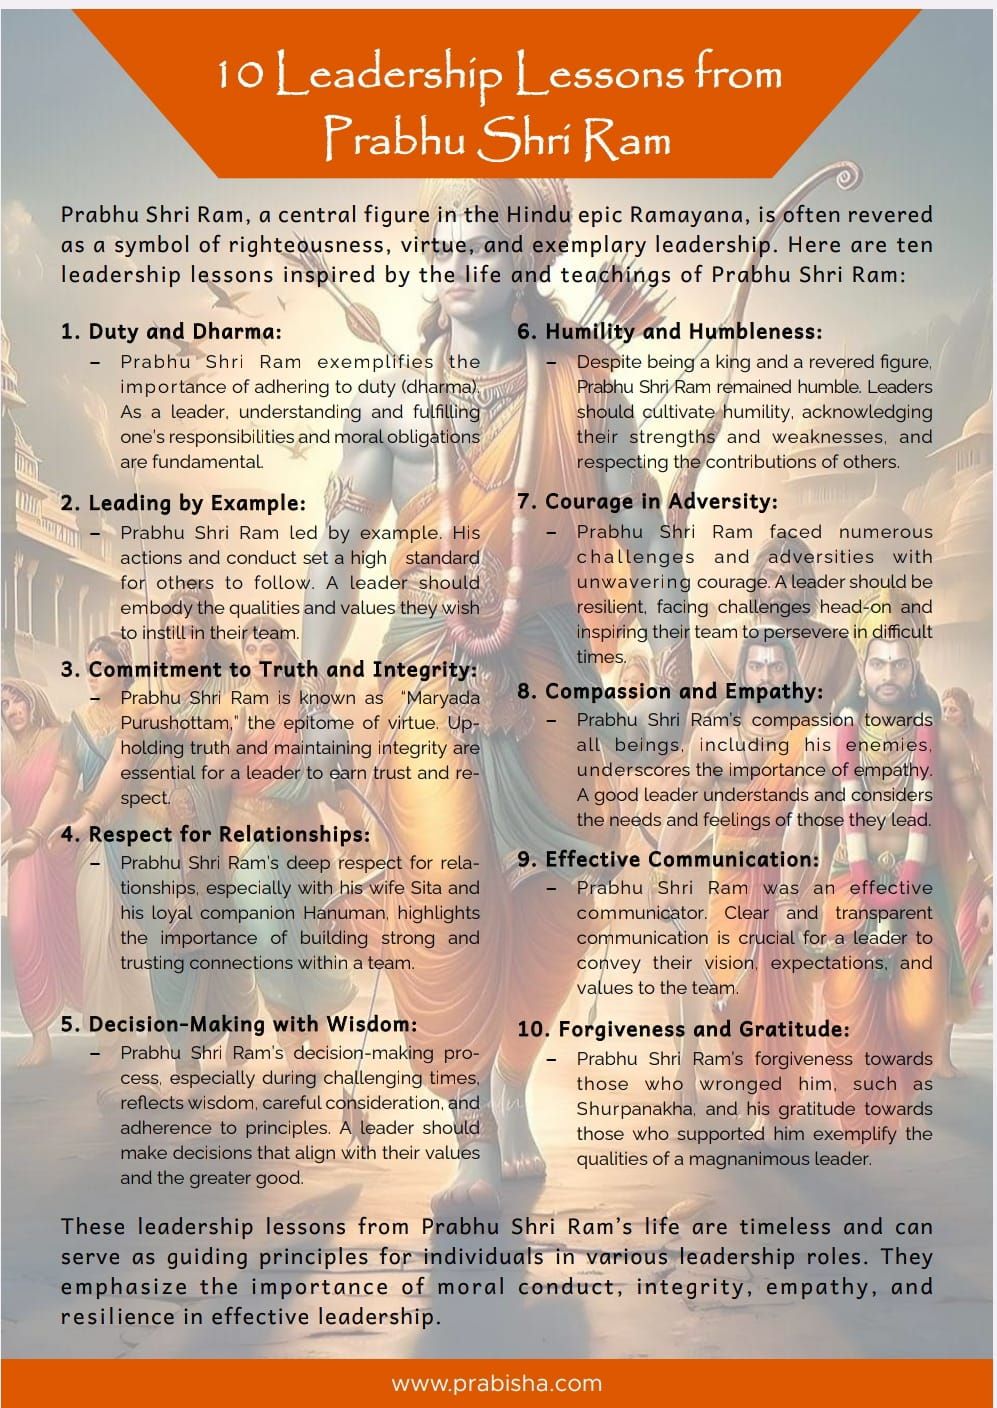 10 Leadership Lessons from
Prabhu Shri Ram
Prabhu Shri Ram, a central figure in the Hindu epic Ramayana, is often revered
as a symbol of righteousness, virtue, and exemplary leadership. Here are ten
leadership lessons inspired by the life and teachings of Prabhu Shri Ram:
1. Duty and Dharma:
– Prabhu Shri Ram exemplifies the
importance of adhering to duty (dharma).
As a leader, understanding and fulfilling
one's responsibilities and moral obligations
are fundamental.
2. Leading by Example:
– Prabhu Shri Ram led by example. His
actions and conduct set a high standard
for others to follow. A leader should
embody the qualities and values they wish
to instill in their team.
3. Commitment to Truth and Integrity:
– Prabhu Shri Ram is known as "Maryada
Purushottam," the epitome of virtue. Up-
holding truth and maintaining integrity are
essential for a leader to earn trust and re-
spect.
4. Respect for Relationships:
– Prabhu Shri Ram's deep respect for rela-
tionships, especially with his wife Sita and
his loyal companion Hanuman, highlights
the importance of building strong and
trusting connections within a team.
5. Decision-Making with Wisdom:
– Prabhu Shri Ram's decision-making pro-
cess, especially during challenging times,
reflects wisdom, careful consideration, and
adherence to principles. A leader should
make decisions that align with their values
and the greater good.
6. Humility and Humbleness:
– Despite being a king and a revered figure,
Prabhu Shri Ram remained humble. Leaders
should cultivate humility, acknowledging
their strengths and weaknesses, and
respecting the contributions of others.
7. Courage in Adversity:
– Prabhu Shri Ram faced numerous
challenges and adversities with
unwavering courage. A leader should be
resilient, facing challenges head-on and
inspiring their team to persevere in difficult
times.
8. Compassion and Empathy:
– Prabhu Shri Ram's compassion towards
all beings, including his enemies,
underscores the importance of empathy.
A good leader understands and considers
the needs and feelings of those they lead.
9. Effective Communication:
– Prabhu Shri Ram was an effective
communicator. Clear and transparent
communication is crucial for a leader to
convey their vision, expectations, and
values to the team.
10. Forgiveness and Gratitude:
– Prabhu Shri Ram's forgiveness towards
those who wronged him, such as
Shurpanakha, and his gratitude towards
those who supported him exemplify the
qualities of a magnanimous leader.
These leadership lessons from Prabhu Shri Ram's life are timeless and can
serve as guiding principles for individuals in various leadership roles. They
emphasize the importance of moral conduct, integrity, empathy, and
resilience in effective leadership.
www.prabisha.com